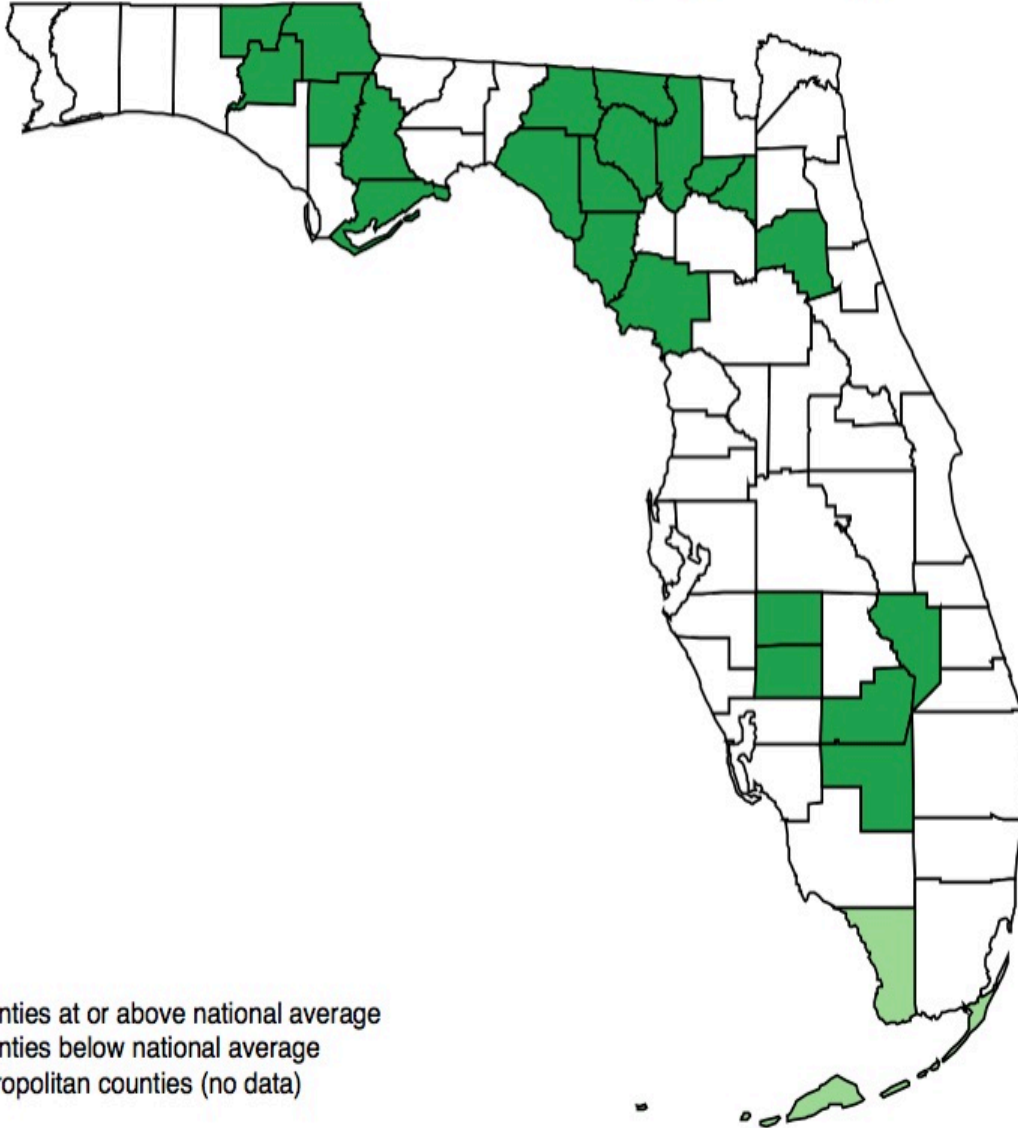 nties at or above national average
nties below national average
ropolitan counties (no data)